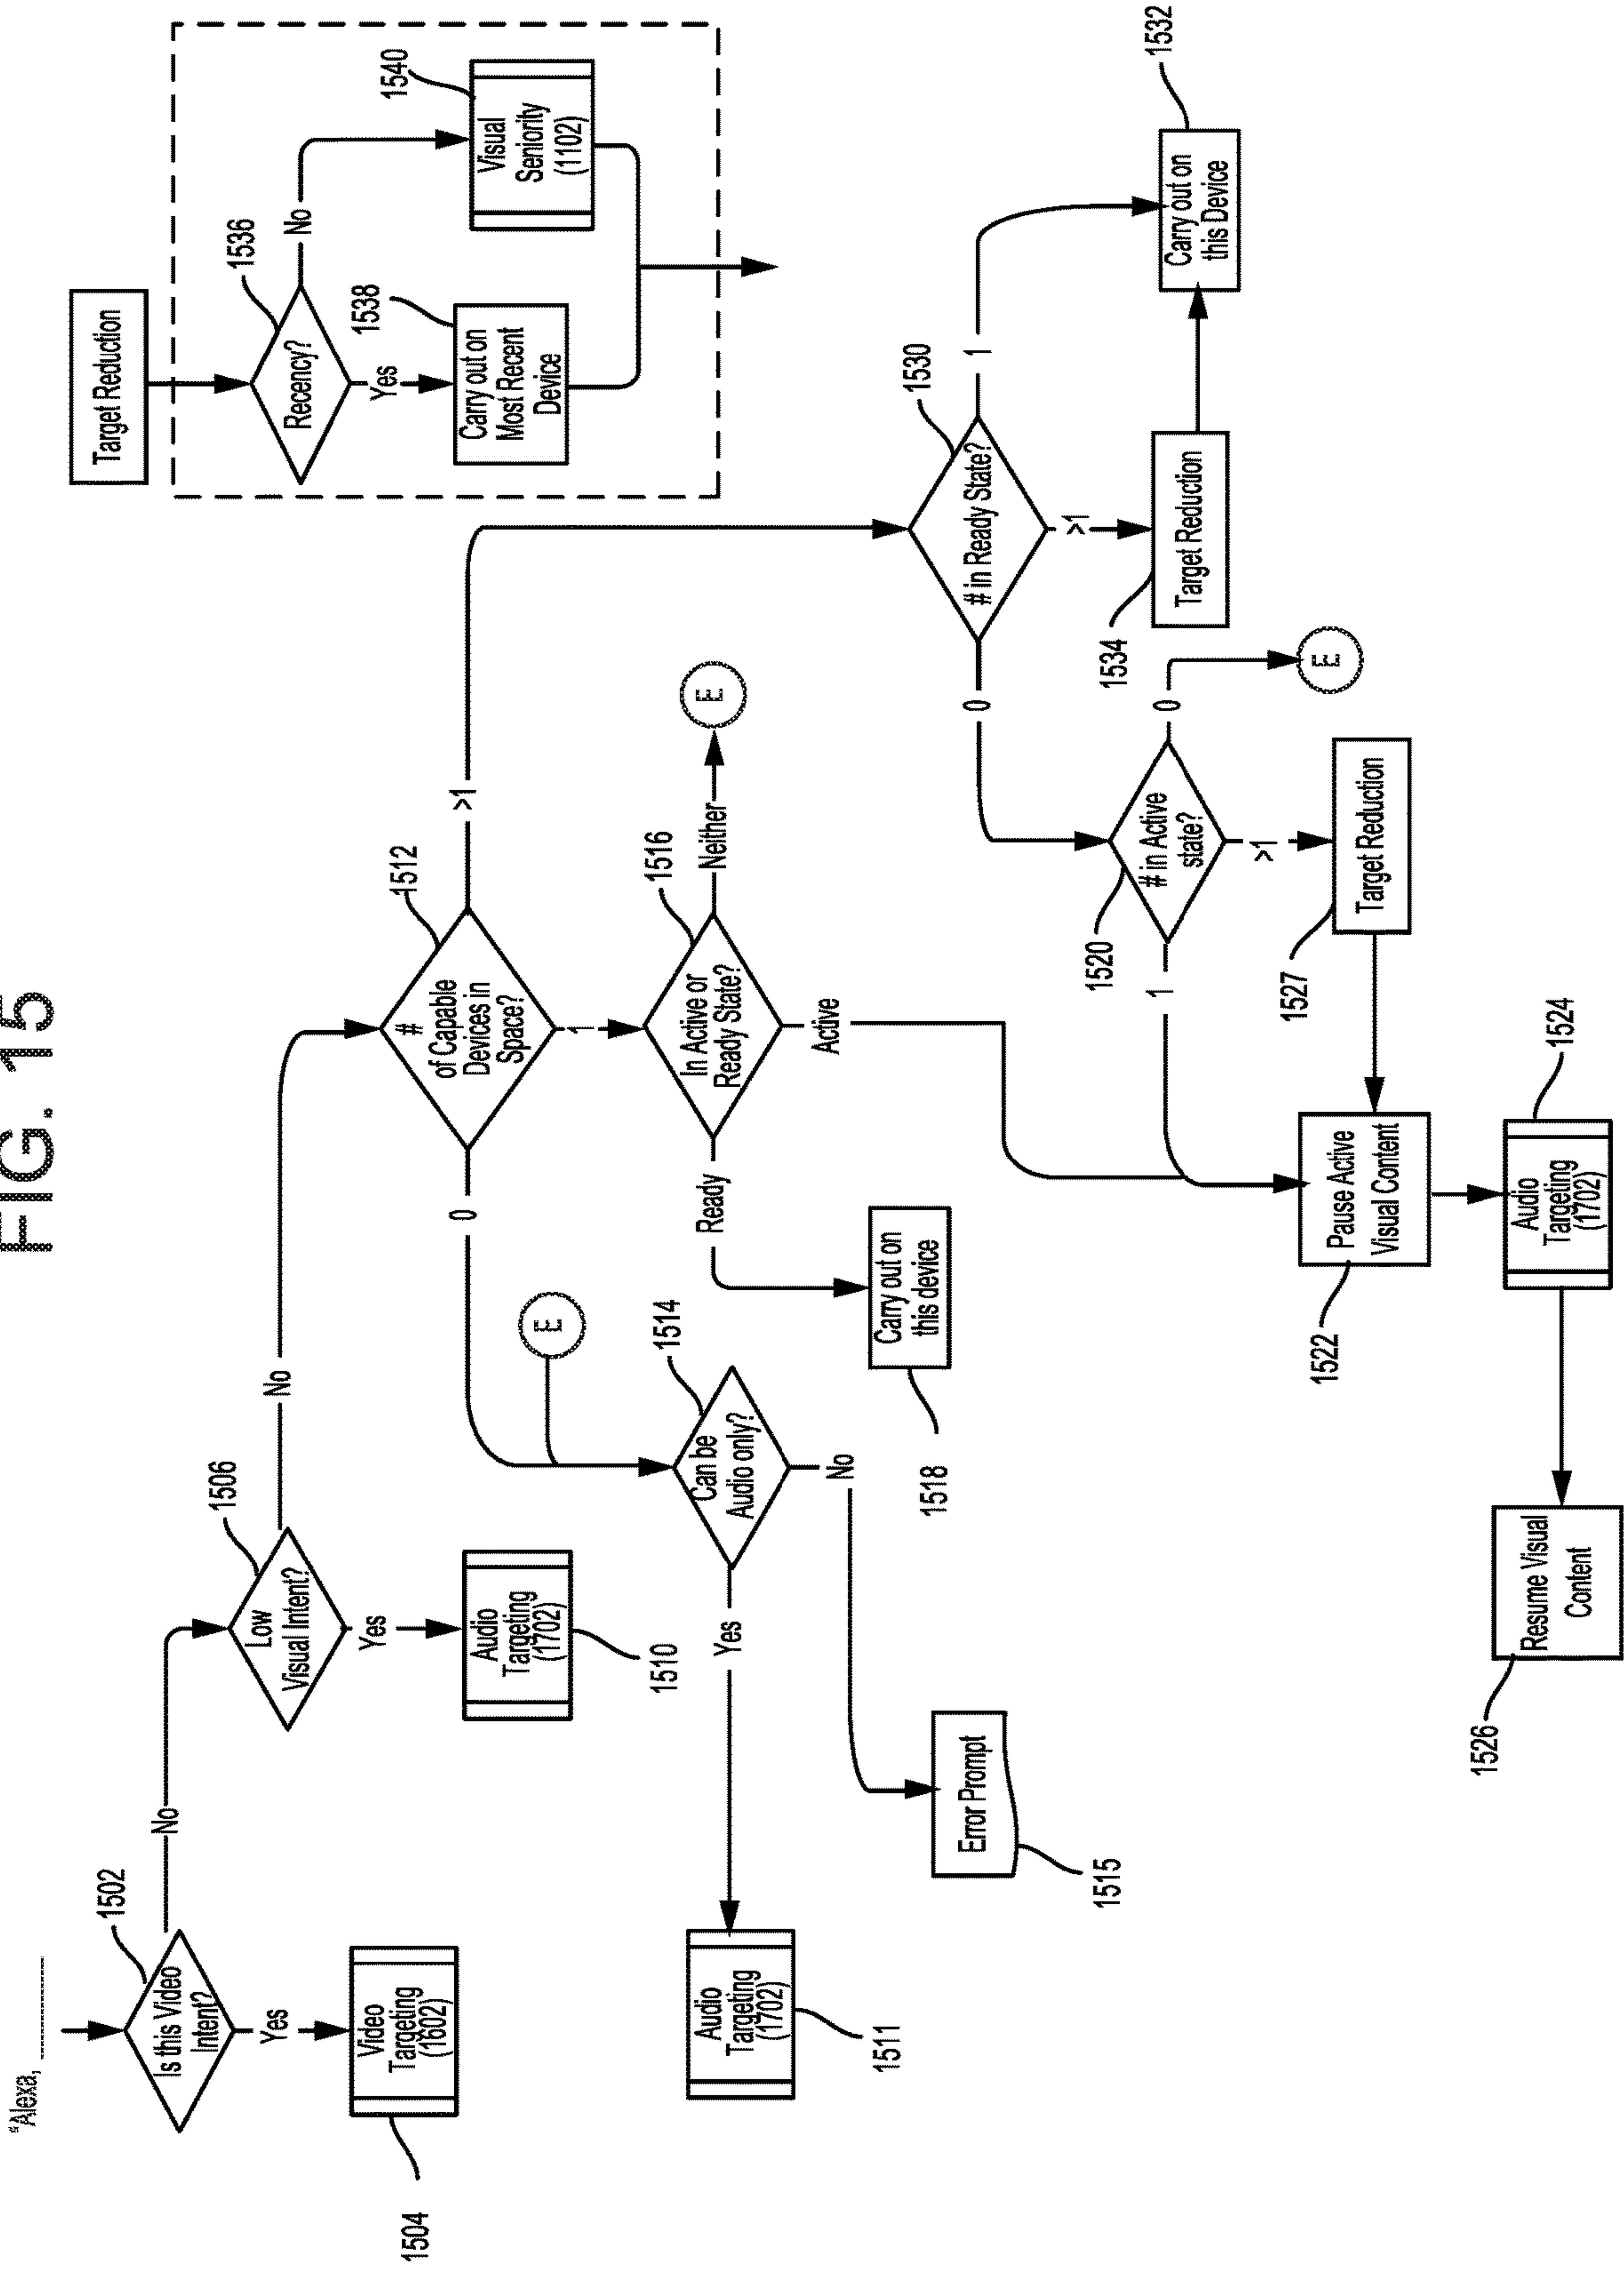 FIG. 15
"Alexa,
1502
Is this Video
Intent?
No
Yes
Video
Targeting
(1602)
1504
1506
Low
Visual Intent?
No
Yes
Audio
Targeting
(1702)
1510
1512
#
of Capable
Devices in
Space?
0
1
>1
E
1514
Can be
Audio only?
Yes
No
Audio
Targeting
(1702)
1511
Error Prompt
1515
1516
In Active or
Ready State?
Ready
Active
Neither
E
Carry out on
this device
1518
1530
# in Ready State?
0
>1
1
1534
Target Reduction
Carry out on
this Device
1532
1520
# in Active
state?
1
>1
0
E
1527
Target Reduction
Pause Active
Visual Content
1522
Audio
Targeting
(1702)
1524
Resume Visual
Content
1526
Target Reduction
1536
Recency?
Yes
No
1538
Carry out on
Most Recent
Device
1540
Visual
Seniority
(1102)